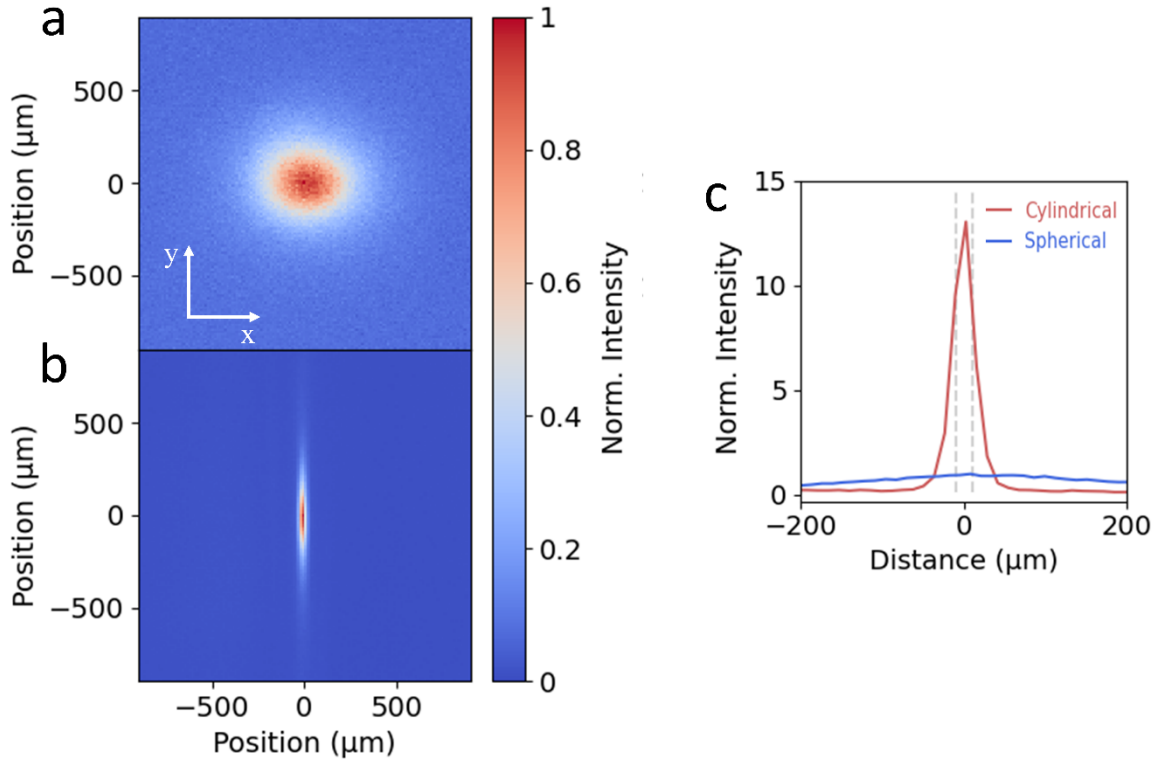 a
Position (µm)
500
0
−500
y
x
b
Position (µm)
500
0
−500
−500
0
500
Position (µm)
1
0.8
0.6
0.4
0.2
0
Norm. Intensity
c
Norm. Intensity
15
10
5
0
Cylindrical
Spherical
−200
0
200
Distance (µm)